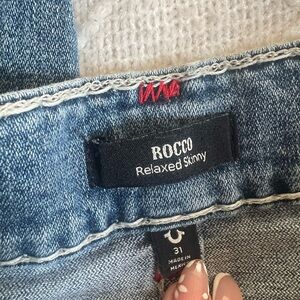 ROCCO
Relaxed Skinny
31
MADE IN
MEXICO